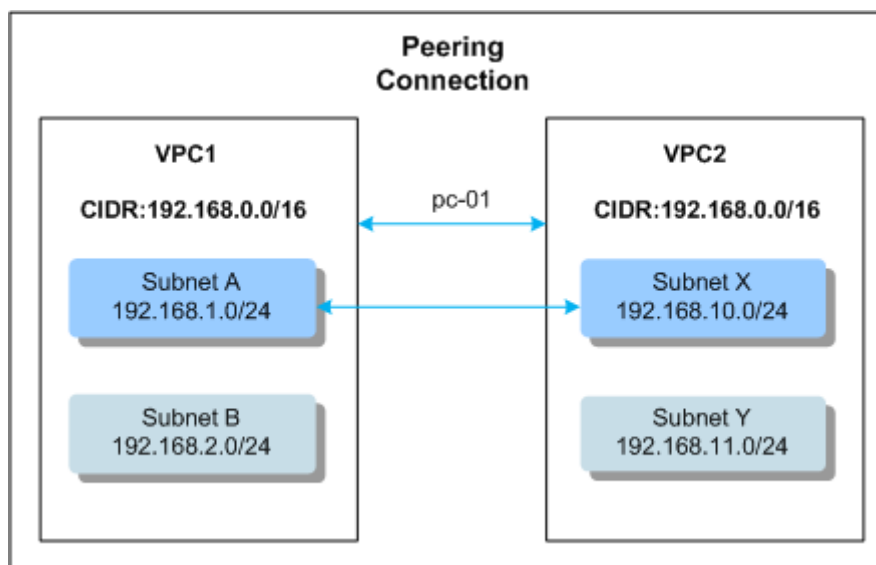 Peering
Connection
VPC1
CIDR:192.168.0.0/16
Subnet A
192.168.1.0/24
Subnet B
192.168.2.0/24
pc-01
VPC2
CIDR:192.168.0.0/16
Subnet X
192.168.10.0/24
Subnet Y
192.168.11.0/24